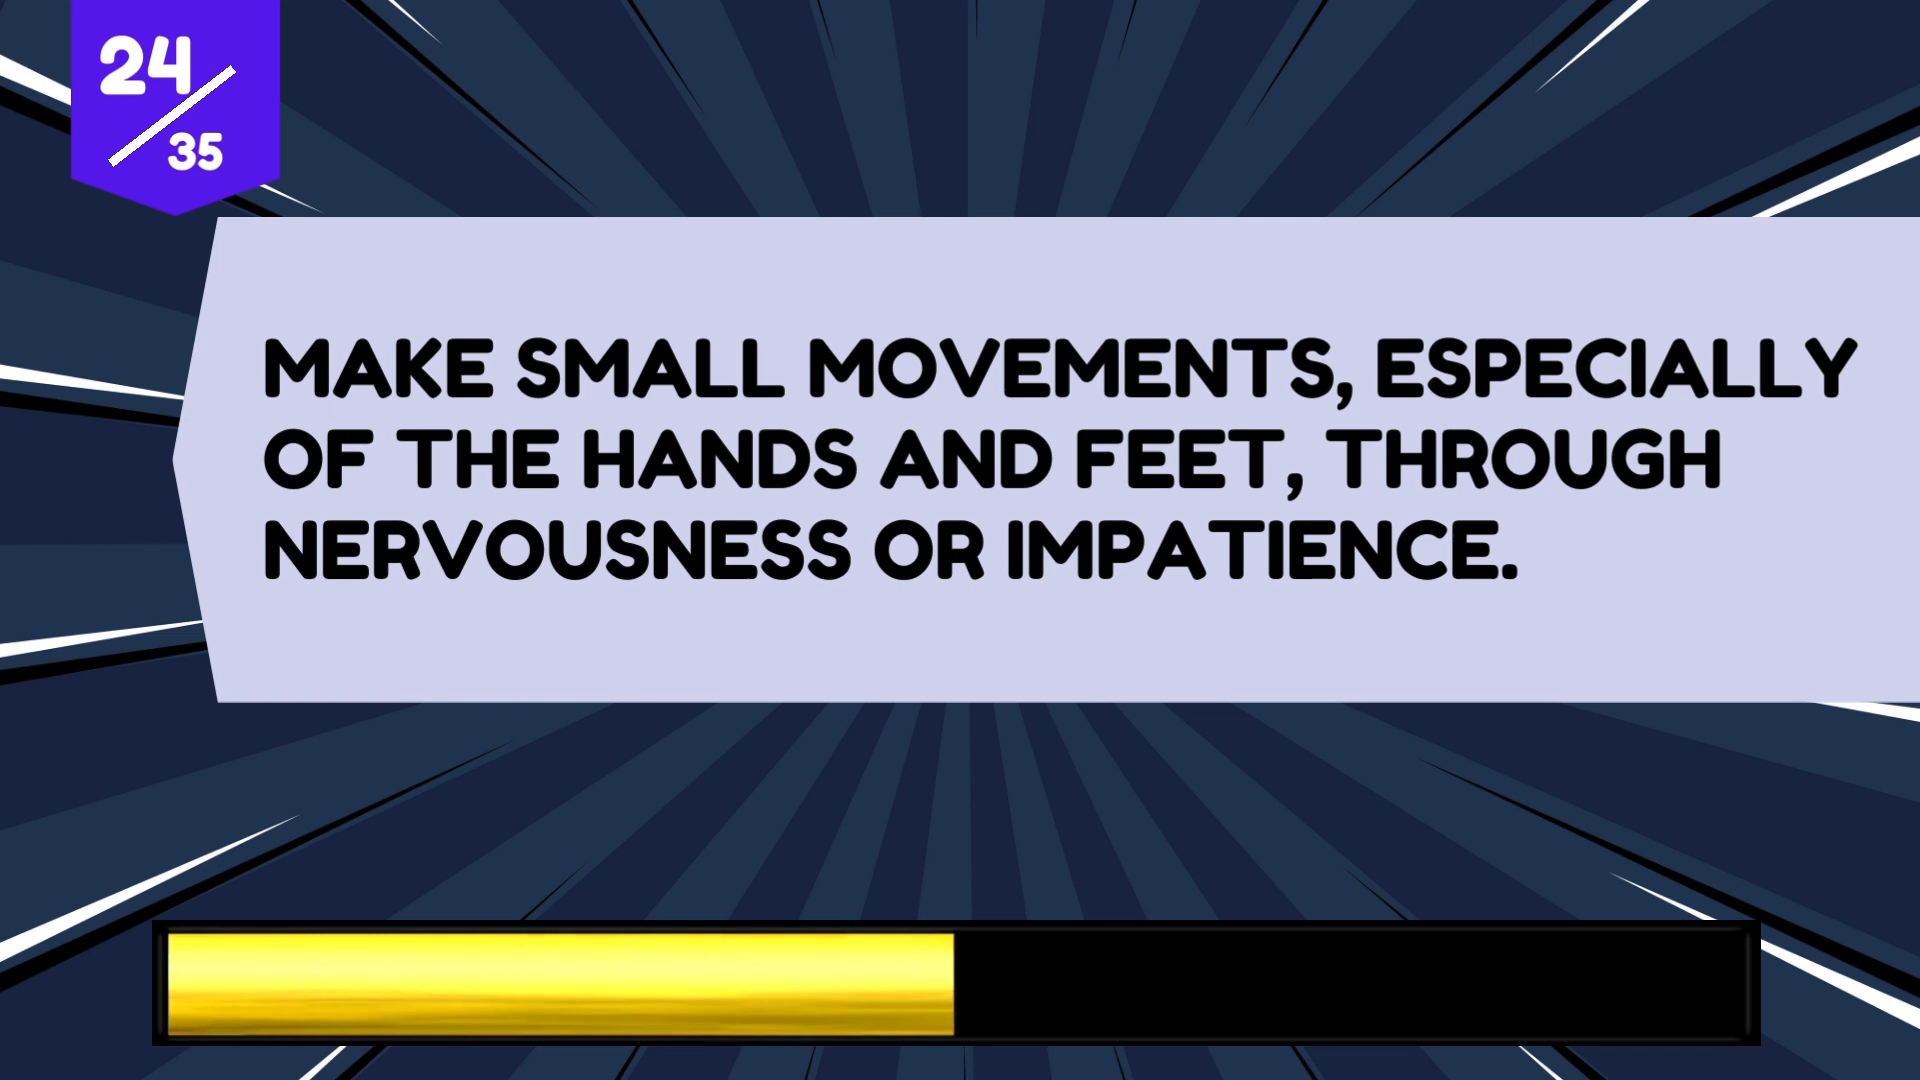 24
35
MAKE SMALL MOVEMENTS, ESPECIALLY
OF THE HANDS AND FEET, THROUGH
NERVOUSNESS OR IMPATIENCE.